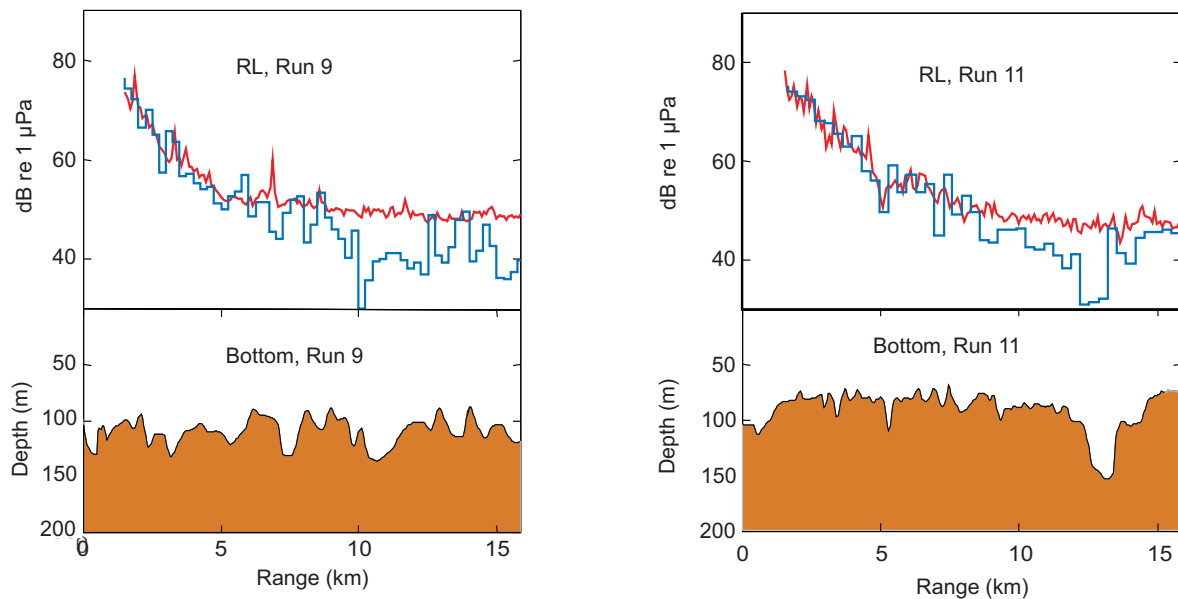 80
60
40
dB re 1 µPa
RL, Run 9
50
100
150
200
Depth (m)
Bottom, Run 9
0
5
10
15
Range (km)
80
60
40
dB re 1 µPa
RL, Run 11
50
100
150
200
Depth (m)
Bottom, Run 11
0
5
10
15
Range (km)